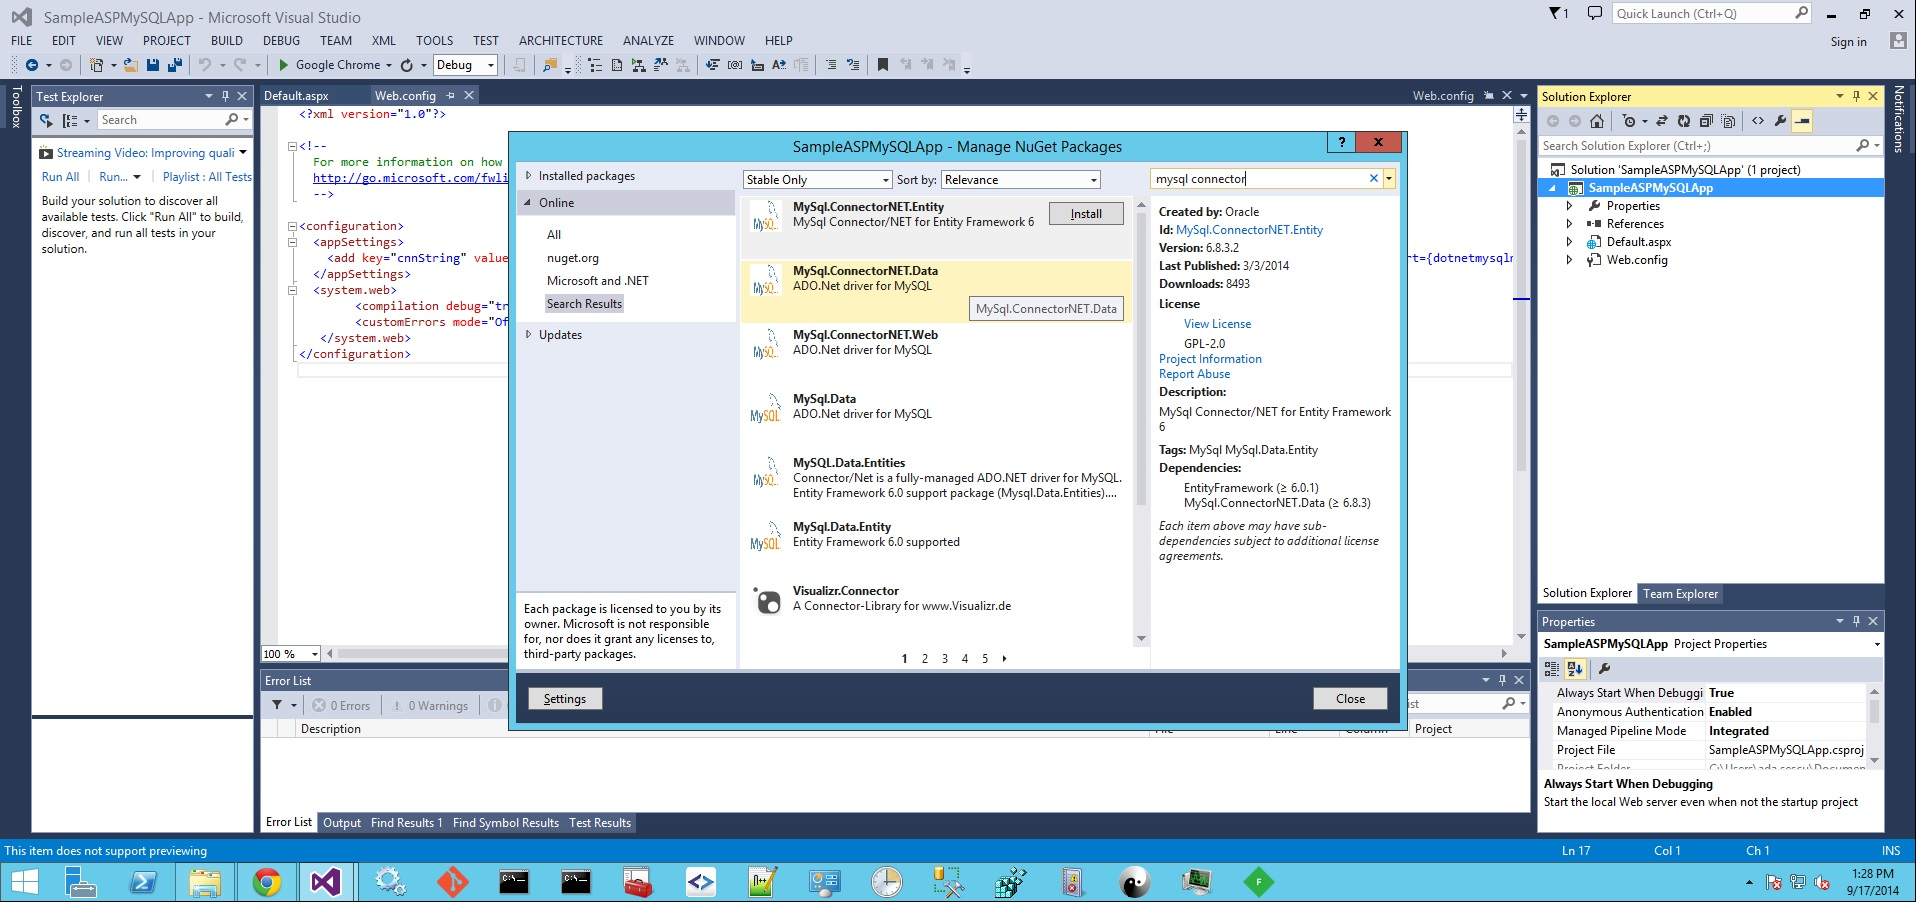 SampleASPMySQLApp - Microsoft Visual Studio
1
Quick Launch (Ctrl+Q)
FILE EDIT VIEW PROJECT BUILD DEBUG TEAM XML TOOLS TEST ARCHITECTURE ANALYZE WINDOW HELP
Sign in
Google Chrome
Debug
Toolbox
Test Explorer
Search
Streaming Video: Improving quali
Run All
Run...
Playlist : All Tests
Build your solution to discover all
available tests. Click "Run All" to build,
discover, and run all tests in your
solution.
Default.aspx
Web.config
Web.config
<?xml version="1.0"?>
<!--
For more information on how
http://go.microsoft.com/fwli
-->
<configuration>
<appSettings>
<add key="cnnString" value
rt={dotnetmysqln
</appSettings>
<system.web>
<compilation debug="tr
<customErrors mode="Of
</system.web>
</configuration>
100 %
SampleASPMySQLApp - Manage NuGet Packages
?
x
Installed packages
Online
All
nuget.org
Microsoft and .NET
Search Results
Updates
Each package is licensed to you by its
owner. Microsoft is not responsible
for, nor does it grant any licenses to,
third-party packages.
Stable Only
Sort by:
Relevance
mysql connector
MySql.ConnectorNET.Entity
MySql Connector/NET for Entity Framework 6
Install
MySql.ConnectorNET.Data
ADO.Net driver for MySQL
MySql.ConnectorNET.Data
MySql.ConnectorNET.Web
ADO.Net driver for MySQL
MySql.Data
ADO.Net driver for MySQL
MySQL.Data.Entities
Connector/Net is a fully-managed ADO.NET driver for MySQL.
Entity Framework 6.0 support package (Mysql.Data.Entities)....
MySql.Data.Entity
Entity Framework 6.0 supported
Visualizr.Connector
A Connector-Library for www.Visualizr.de
1 2 3 4 5
Created by: Oracle
Id: MySql.ConnectorNET.Entity
Version: 6.8.3.2
Last Published: 3/3/2014
Downloads: 8493
License
View License
GPL-2.0
Project Information
Report Abuse
Description:
MySql Connector/NET for Entity Framework
6
Tags: MySql MySql.Data.Entity
Dependencies:
EntityFramework (≥ 6.0.1)
MySql.ConnectorNET.Data (≥ 6.8.3)
Each item above may have sub-
dependencies subject to additional license
agreements.
Settings
Close
Error List
0 Errors
0 Warnings
Description
Project
Error List Output Find Results 1 Find Symbol Results Test Results
Solution Explorer
Search Solution Explorer (Ctrl+;)
Solution 'SampleASPMySQLApp' (1 project)
SampleASPMySQLApp
Properties
References
Default.aspx
Web.config
Solution Explorer Team Explorer
Notifications
Properties
SampleASPMySQLApp Project Properties
Always Start When Debuggi True
Anonymous Authentication Enabled
Managed Pipeline Mode Integrated
Project File SampleASPMySQLApp.csproj
Always Start When Debugging
Start the local Web server even when not the startup project
This item does not support previewing
Ln 17
Col 1
Ch 1
INS
1:28 PM
9/17/2014